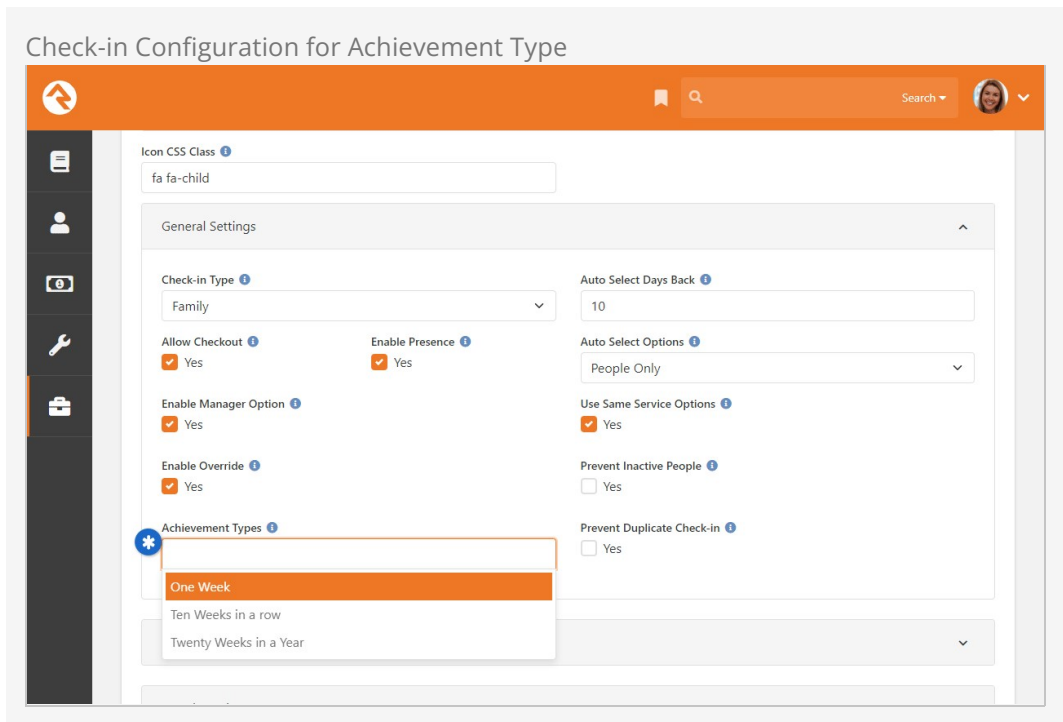 Check-in Configuration for Achievement Type
Search
Icon CSS Class
fa fa-child
General Settings
Check-in Type
Auto Select Days Back
Family
10
Allow Checkout
Enable Presence
Auto Select Options
Yes
Yes
People Only
Enable Manager Option
Use Same Service Options
Yes
Yes
Enable Override
Prevent Inactive People
Yes
Yes
Achievement Types
Prevent Duplicate Check-in
Yes
One Week
Ten Weeks in a row
Twenty Weeks in a Year